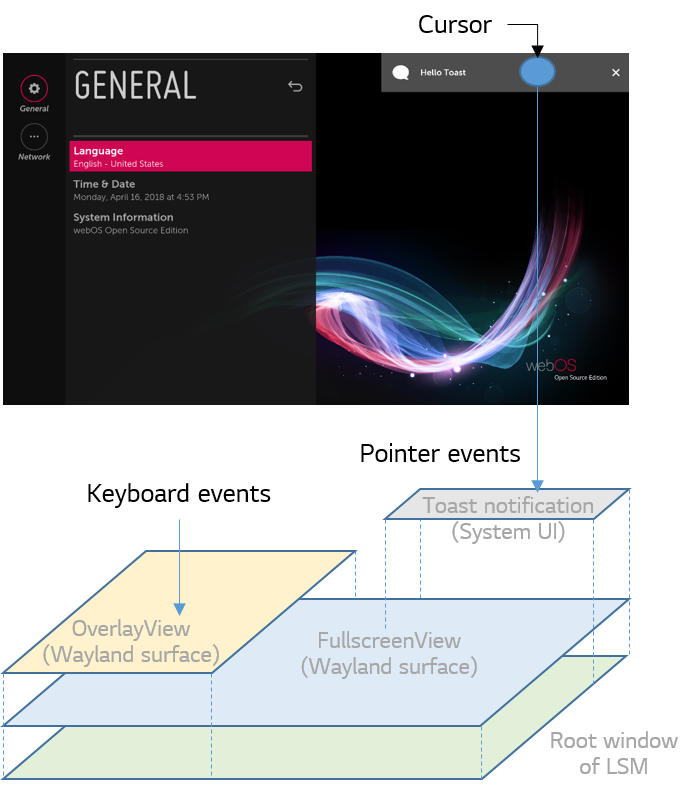 Cursor
Hello Toast
GENERAL
General
Network
Language
English - United States
Time & Date
Monday, April 16, 2018 at 4:53 PM
System Information
webOS Open Source Edition
webOS
Open Source Edition
Pointer events
Keyboard events
Toast notification
(System UI)
OverlayView
(Wayland surface)
FullscreenView
(Wayland surface)
Root window
of LSM